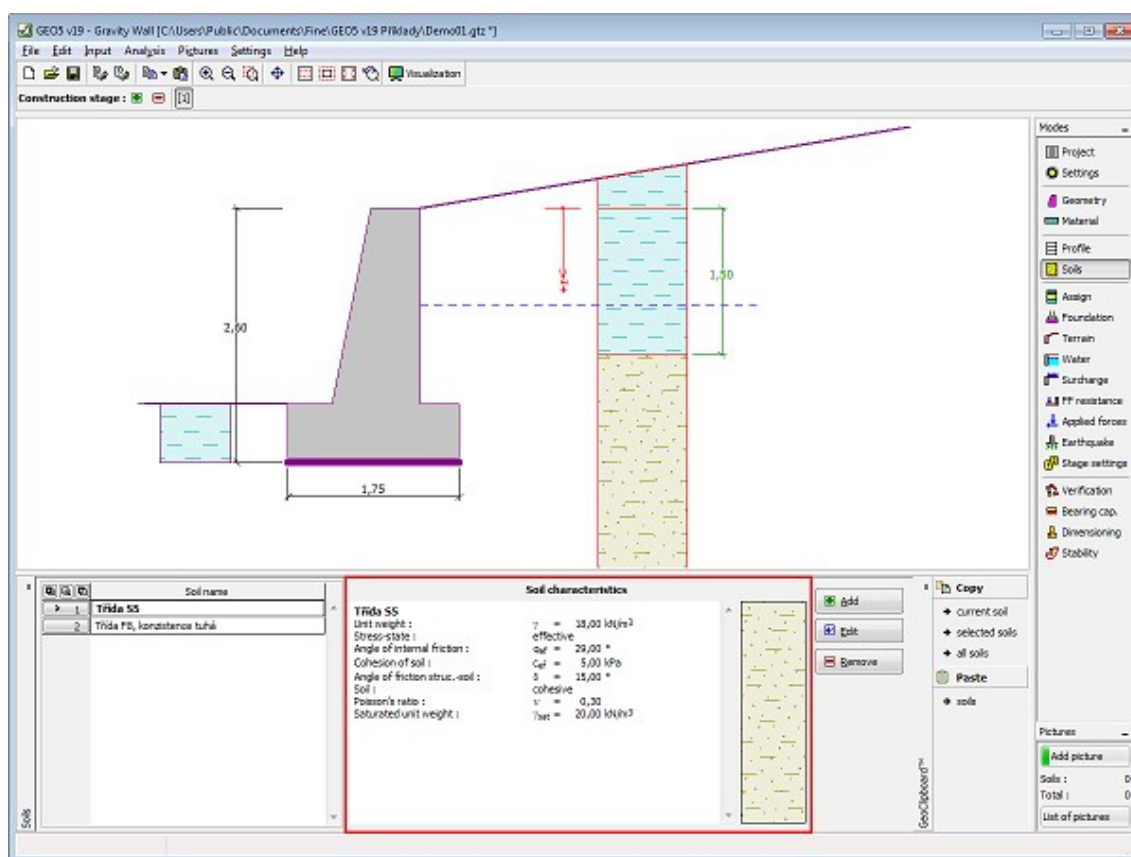 GEO5 v19 - Gravity Wall [C:\Users\Public\Documents\Fine\GEO5 v19 Příklady\Demo01.gtz *]
File Edit Input Analysis Pictures Settings Help
Visualization
Construction stage : [1]
2,60
+z
1,50
1,75
Modes
Project
Settings
Geometry
Material
Profile
Soils
Assign
Foundation
Terrain
Water
Surcharge
FF resistance
Applied forces
Earthquake
Stage settings
Verification
Bearing cap.
Dimensioning
Stability
Soil name
1 Třída S5
2 Třída F8, konzistence tuhá
Soils
Soil characteristics
Třída S5
Unit weight : γ = 18,00 kN/m³
Stress-state : effective
Angle of internal friction : φef = 29,00 °
Cohesion of soil : cef = 5,00 kPa
Angle of friction struc.-soil : δ = 15,00 °
Soil : cohesive
Poisson's ratio : ν = 0,30
Saturated unit weight : γsat = 20,00 kN/m³
Add
Edit
Remove
GeoClipboard™
Copy
current soil
selected soils
all soils
Paste
soils
Pictures
Add picture
Soils : 0
Total : 0
List of pictures